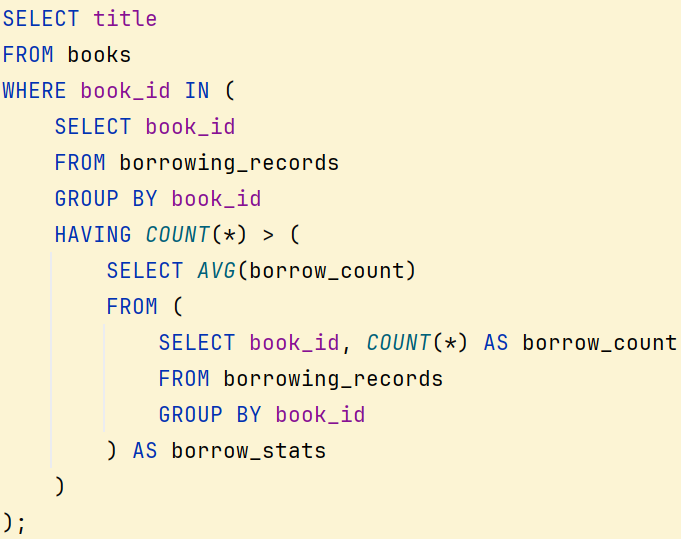 SELECT title
FROM books
WHERE book_id IN (
    SELECT book_id
    FROM borrowing_records
    GROUP BY book_id
    HAVING COUNT(*) > (
        SELECT AVG(borrow_count)
        FROM (
            SELECT book_id, COUNT(*) AS borrow_count
            FROM borrowing_records
            GROUP BY book_id
        ) AS borrow_stats
    )
);